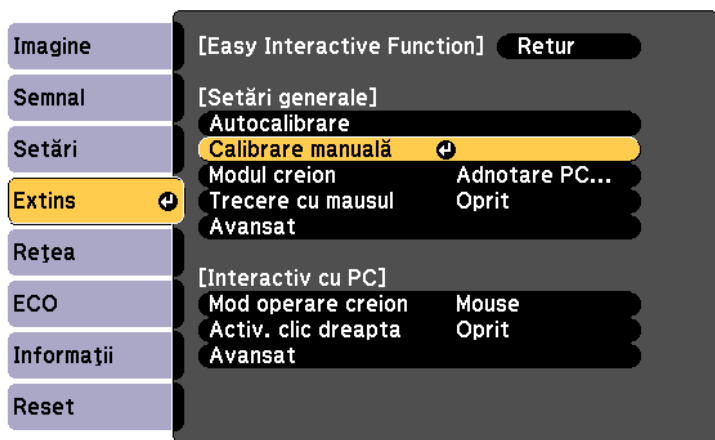 Imagine
Semnal
Setări
Extins
Reţea
ECO
Informaţii
Reset
[Easy Interactive Function] Retur
[Setări generale]
Autocalibrare
Calibrare manuală
Modul creion Adnotare PC...
Trecere cu mausul Oprit
Avansat
[Interactiv cu PC]
Mod operare creion Mouse
Activ. clic dreapta Oprit
Avansat